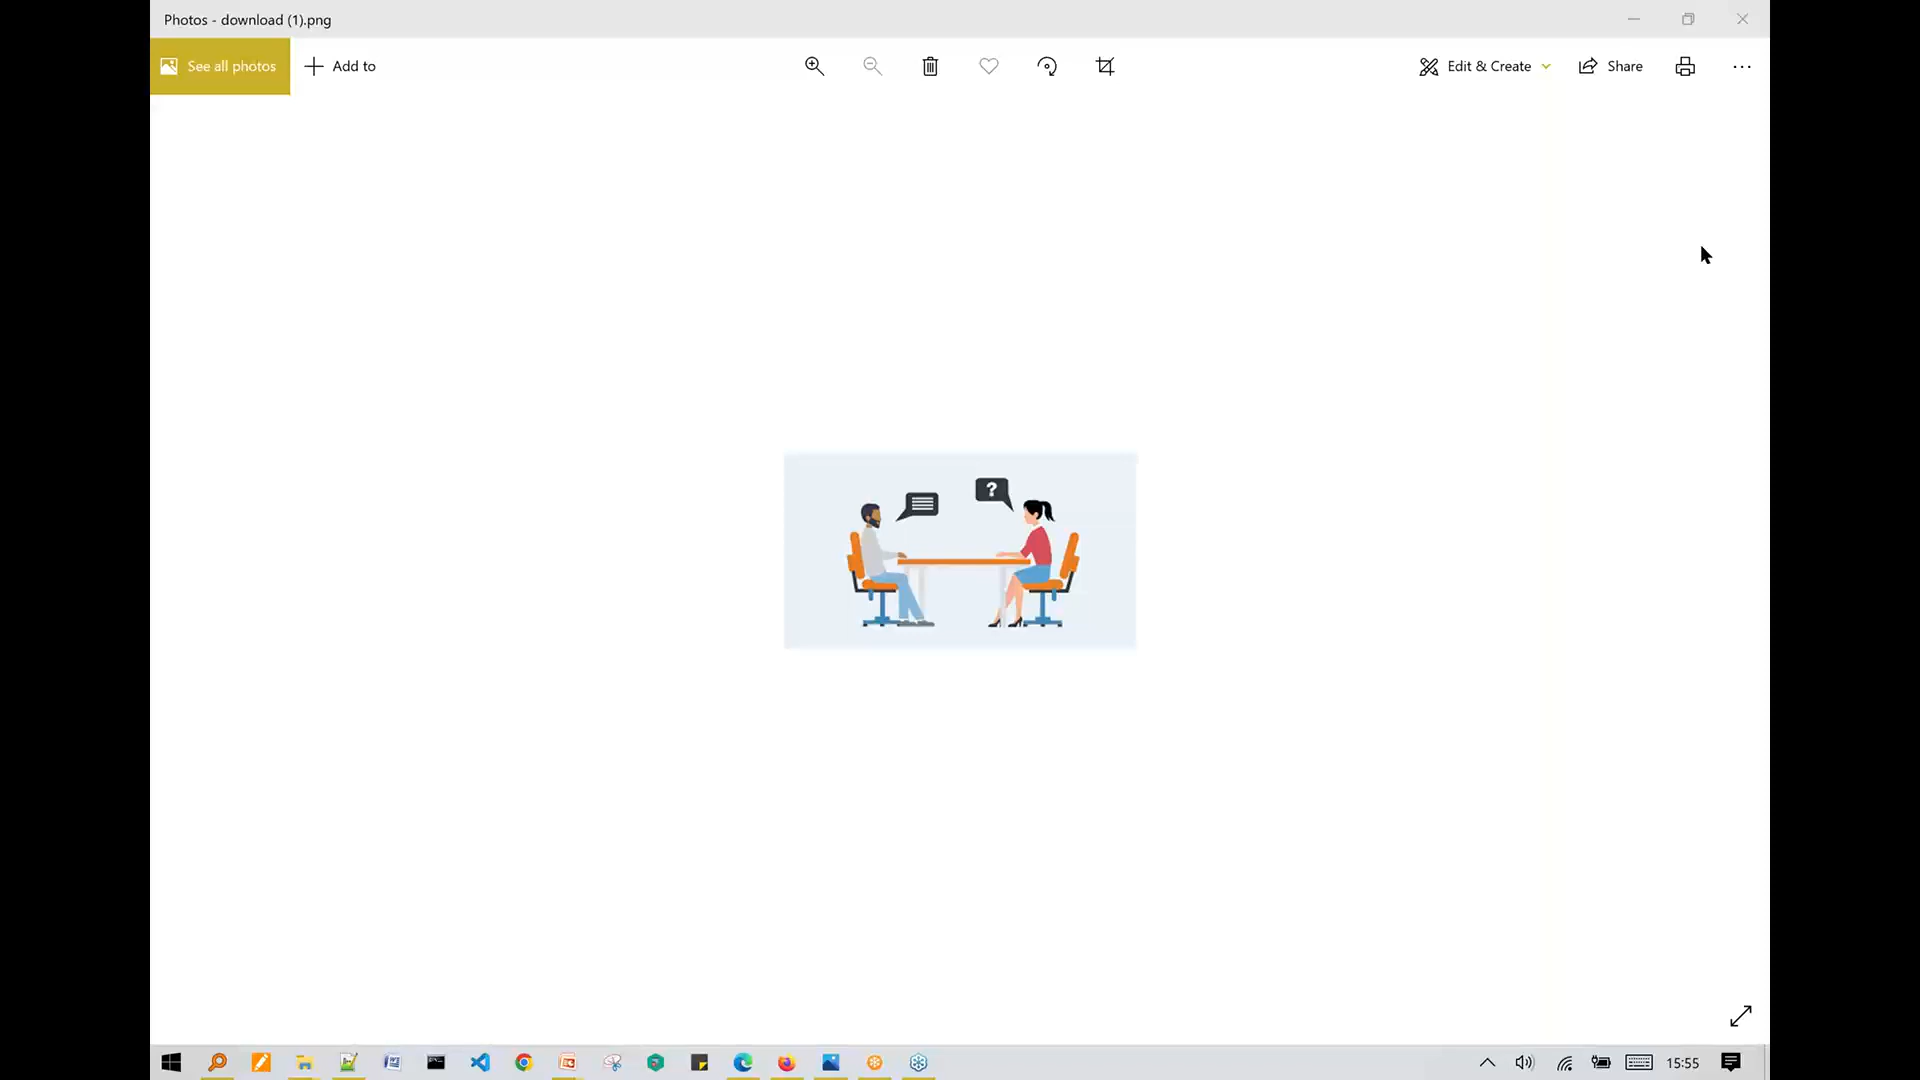 Photos - download (1).png
See all photos
Add to
Edit & Create
Share
?
15:55